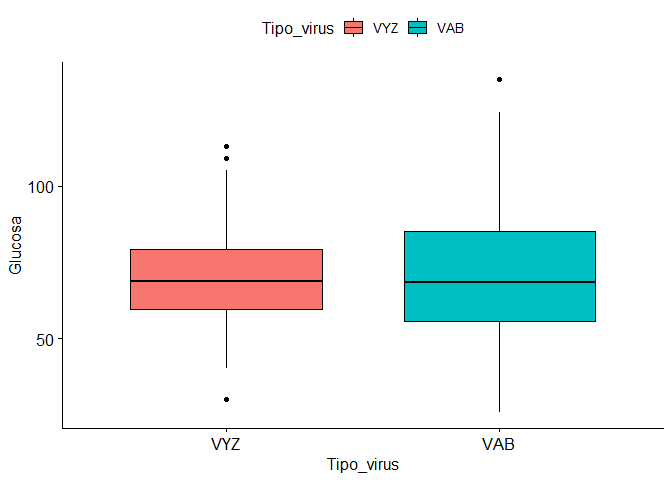 Tipo_virus VYZ VAB
Glucosa
100
50
VYZ VAB
Tipo_virus